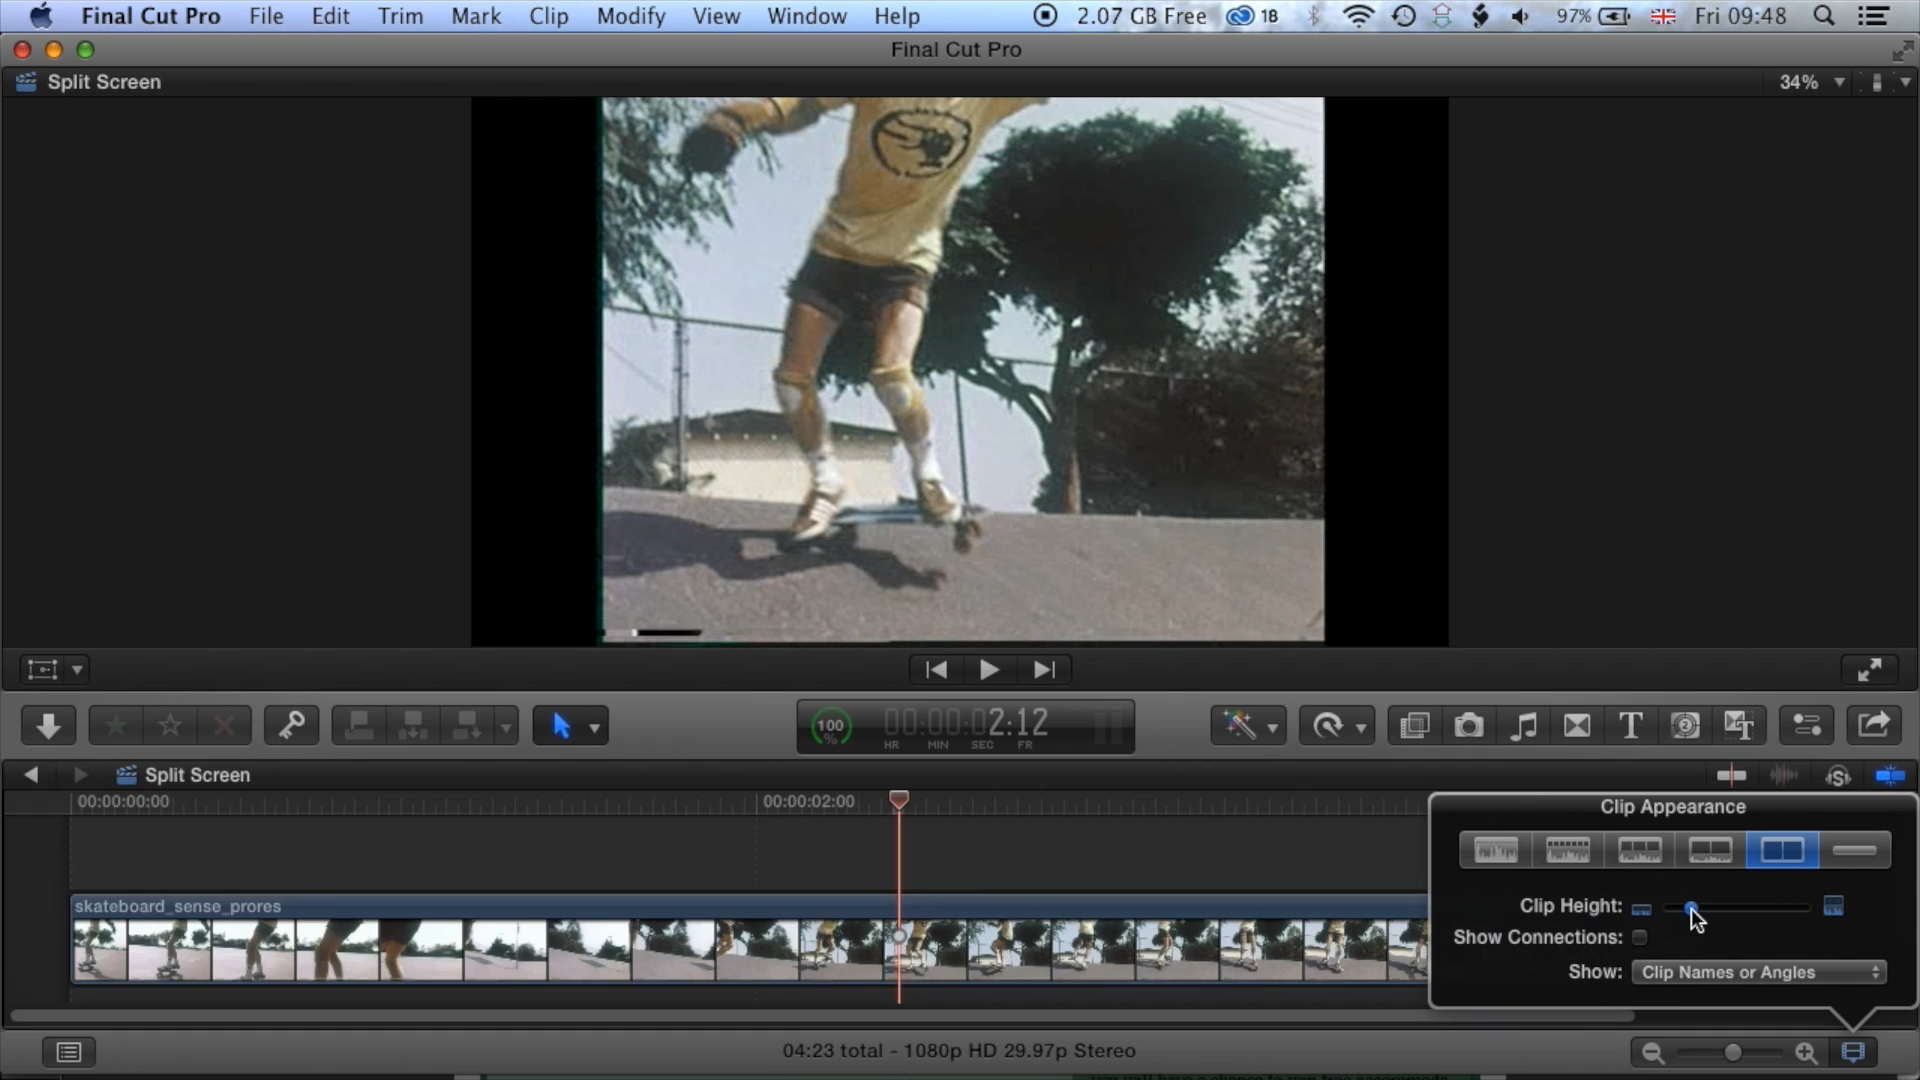 Final Cut Pro File Edit Trim Mark Clip Modify View Window Help 2.07 GB Free 18 97% Fri 09:48
Final Cut Pro
Split Screen 34%
100 % 00:00:02:12
HR MIN SEC FR
Split Screen
00:00:00:00 00:00:02:00
Clip Appearance
skateboard_sense_prores
Clip Height:
Show Connections:
Show: Clip Names or Angles
04:23 total - 1080p HD 29.97p Stereo